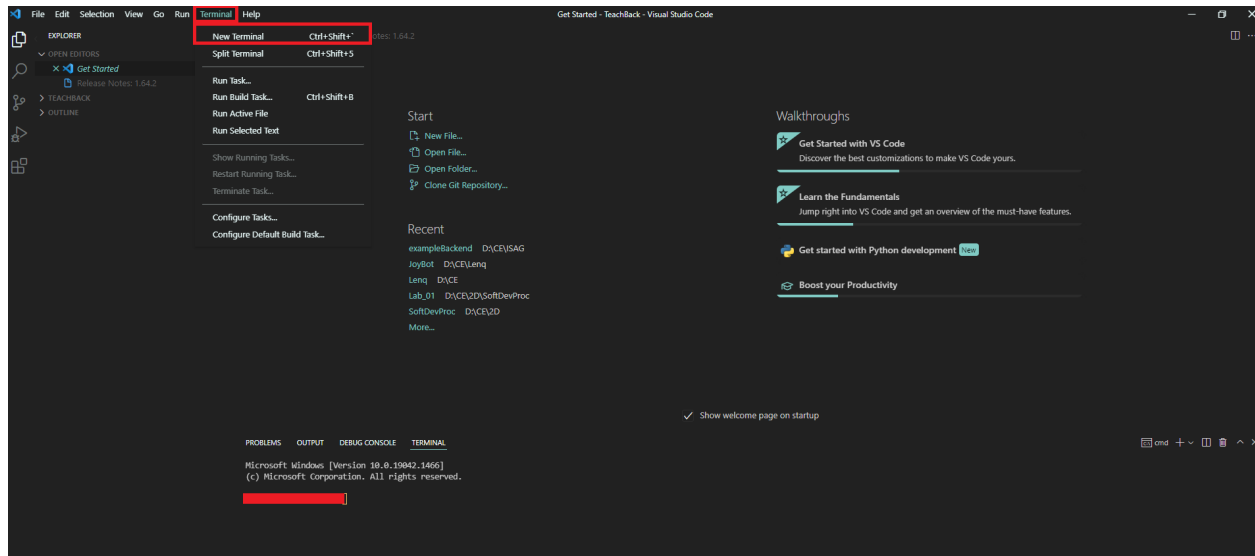 File Edit Selection View Go Run Terminal Help
Get Started - TeachBack - Visual Studio Code
EXPLORER
OPEN EDITORS
Get Started
Release Notes: 1.64.2
TEACHBACK
OUTLINE
otes: 1.64.2
New Terminal Ctrl+Shift+`
Split Terminal Ctrl+Shift+5
Run Task...
Run Build Task... Ctrl+Shift+B
Run Active File
Run Selected Text
Show Running Tasks...
Restart Running Task...
Terminate Task...
Configure Tasks...
Configure Default Build Task...
Start
New File...
Open File...
Open Folder...
Clone Git Repository...
Recent
exampleBackend D:\CE\ISAG
JoyBot D:\CE\Lenq
Lenq D:\CE
Lab_01 D:\CE\2D\SoftDevProc
SoftDevProc D:\CE\2D
More...
Walkthroughs
Get Started with VS Code
Discover the best customizations to make VS Code yours.
Learn the Fundamentals
Jump right into VS Code and get an overview of the must-have features.
Get started with Python development New
Boost your Productivity
Show welcome page on startup
PROBLEMS OUTPUT DEBUG CONSOLE TERMINAL
cmd
Microsoft Windows [Version 10.0.19042.1466]
(c) Microsoft Corporation. All rights reserved.